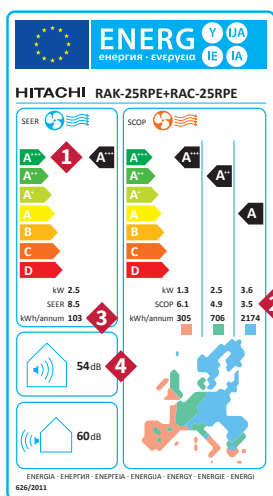 ENERG
Y IJA
IE IA
енергия · ενεργεια
HITACHI RAK-25RPE+RAC-25RPE
SEER
SCOP
A+++ 1 A+++
A++
A+
A
B
C
D
A+++ A+++
A++ A++
A+
A A
B
C
D
kW 2.5
SEER 8.5
kWh/annum 103 3
kW 1.3 2.5 3.6
SCOP 6.1 4.9 3.5 2
kWh/annum 305 706 2174
54dB 4
60dB
ENERGIA · ЕНЕРГИЯ · ΕΝΕΡΓΕΙΑ · ENERGIJA · ENERGY · ENERGIE · ENERGI
626/2011